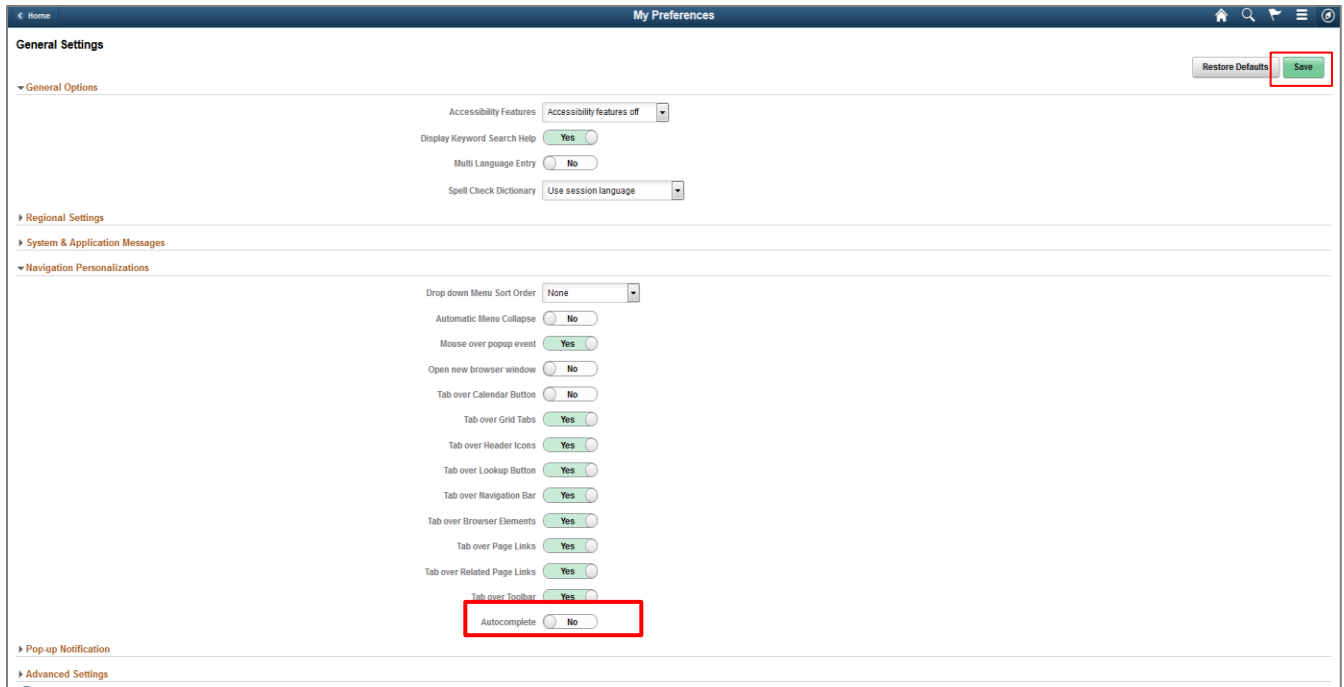 Home My Preferences
General Settings
Restore Defaults Save
General Options
Accessibility Features Accessibility features off
Display Keyword Search Help Yes
Multi Language Entry No
Spell Check Dictionary Use session language
Regional Settings
System & Application Messages
Navigation Personalizations
Drop down Menu Sort Order None
Automatic Menu Collapse No
Mouse over popup event Yes
Open new browser window No
Tab over Calendar Button No
Tab over Grid Tabs Yes
Tab over Header Icons Yes
Tab over Lookup Button Yes
Tab over Navigation Bar Yes
Tab over Browser Elements Yes
Tab over Page Links Yes
Tab over Related Page Links Yes
Tab over Toolbar Yes
Autocomplete No
Pop-up Notification
Advanced Settings